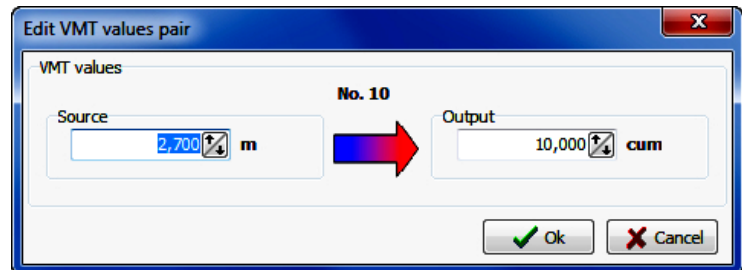 Edit VMT values pair
VMT values
No. 10
Source
Output
2,700 m
10,000 cum
Ok
Cancel